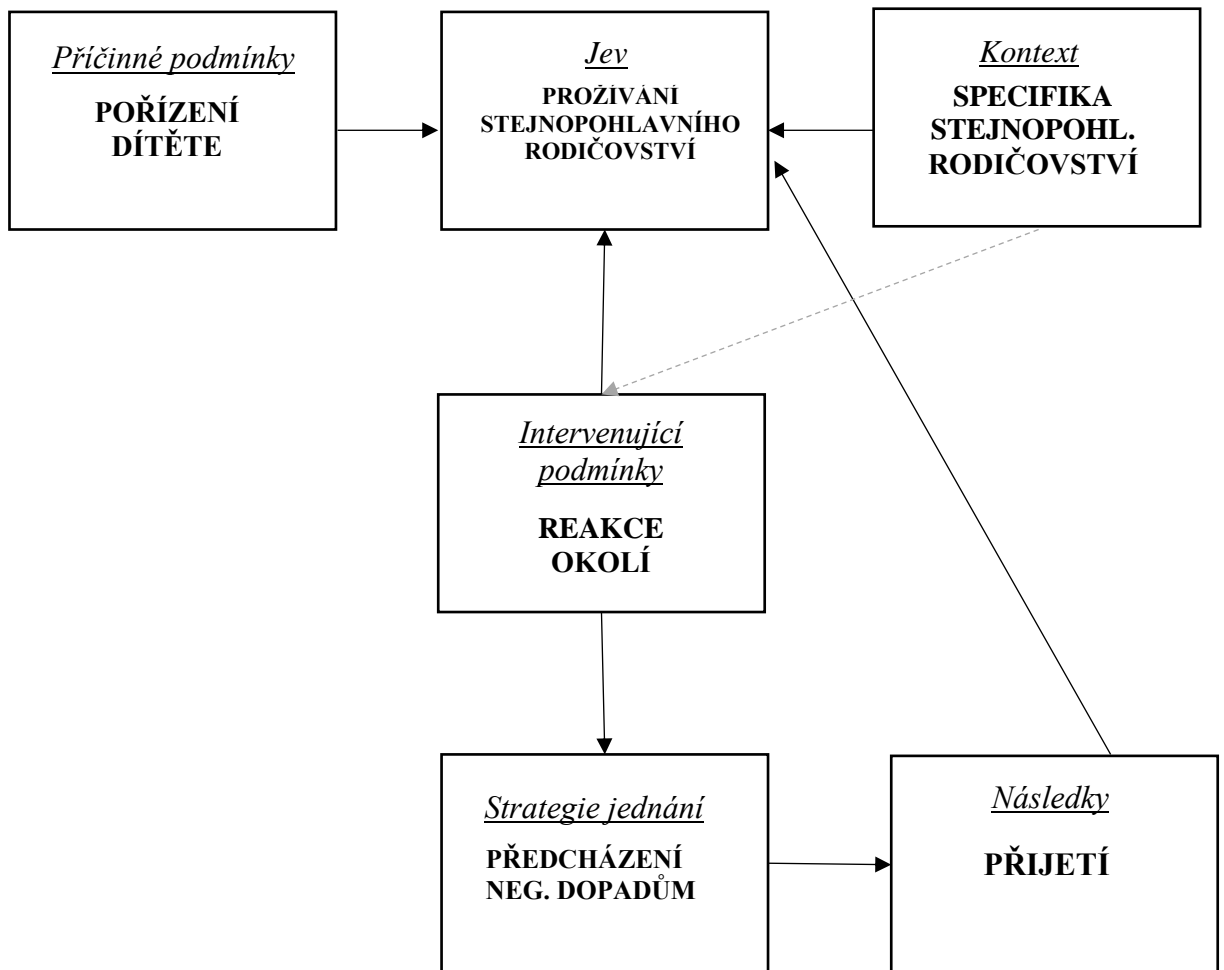 Příčinné podmínky
POŘÍZENÍ
DÍTĚTE
Jev
PROŽÍVÁNÍ
STEJNOPOHLAVNÍHO
RODIČOVSTVÍ
Kontext
SPECIFIKA
STEJNOPOHL.
RODIČOVSTVÍ
Intervenující
podmínky
REAKCE
OKOLÍ
Strategie jednání
PŘEDCHÁZENÍ
NEG. DOPADŮM
Následky
PŘIJETÍ